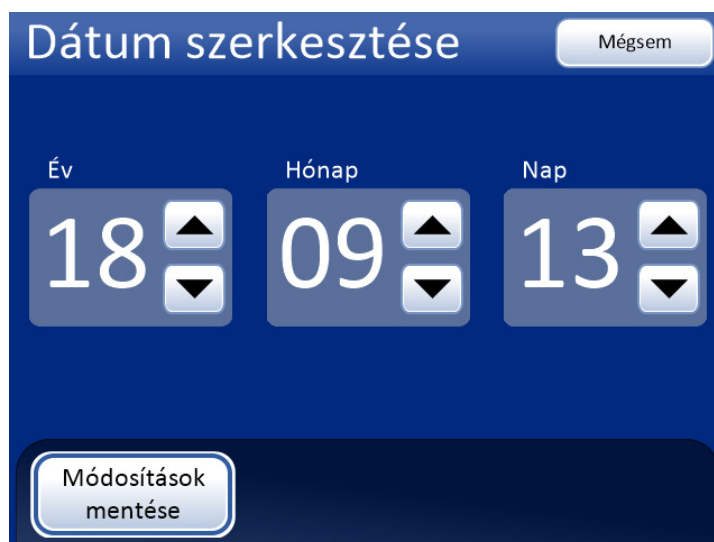 Dátum szerkesztése
Mégsem
Év
Hónap
Nap
18
09
13
Módosítások
mentése